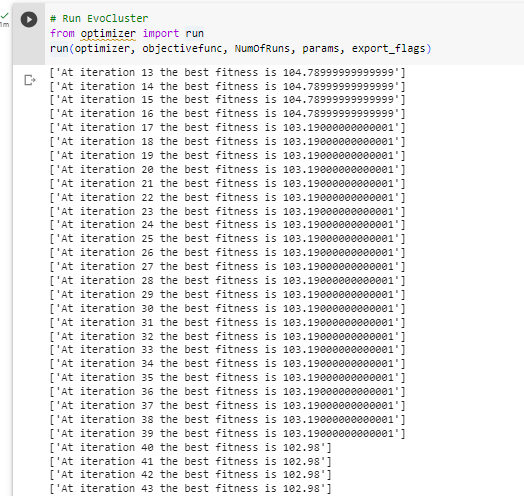 # Run EvoCluster
from optimizer import run
run(optimizer, objectivefunc, NumOfRuns, params, export_flags)
1m
['At iteration 13 the best fitness is 104.78999999999999']
['At iteration 14 the best fitness is 104.78999999999999']
['At iteration 15 the best fitness is 104.78999999999999']
['At iteration 16 the best fitness is 104.78999999999999']
['At iteration 17 the best fitness is 103.19000000000001']
['At iteration 18 the best fitness is 103.19000000000001']
['At iteration 19 the best fitness is 103.19000000000001']
['At iteration 20 the best fitness is 103.19000000000001']
['At iteration 21 the best fitness is 103.19000000000001']
['At iteration 22 the best fitness is 103.19000000000001']
['At iteration 23 the best fitness is 103.19000000000001']
['At iteration 24 the best fitness is 103.19000000000001']
['At iteration 25 the best fitness is 103.19000000000001']
['At iteration 26 the best fitness is 103.19000000000001']
['At iteration 27 the best fitness is 103.19000000000001']
['At iteration 28 the best fitness is 103.19000000000001']
['At iteration 29 the best fitness is 103.19000000000001']
['At iteration 30 the best fitness is 103.19000000000001']
['At iteration 31 the best fitness is 103.19000000000001']
['At iteration 32 the best fitness is 103.19000000000001']
['At iteration 33 the best fitness is 103.19000000000001']
['At iteration 34 the best fitness is 103.19000000000001']
['At iteration 35 the best fitness is 103.19000000000001']
['At iteration 36 the best fitness is 103.19000000000001']
['At iteration 37 the best fitness is 103.19000000000001']
['At iteration 38 the best fitness is 103.19000000000001']
['At iteration 39 the best fitness is 103.19000000000001']
['At iteration 40 the best fitness is 102.98']
['At iteration 41 the best fitness is 102.98']
['At iteration 42 the best fitness is 102.98']
['At iteration 43 the best fitness is 102.98']